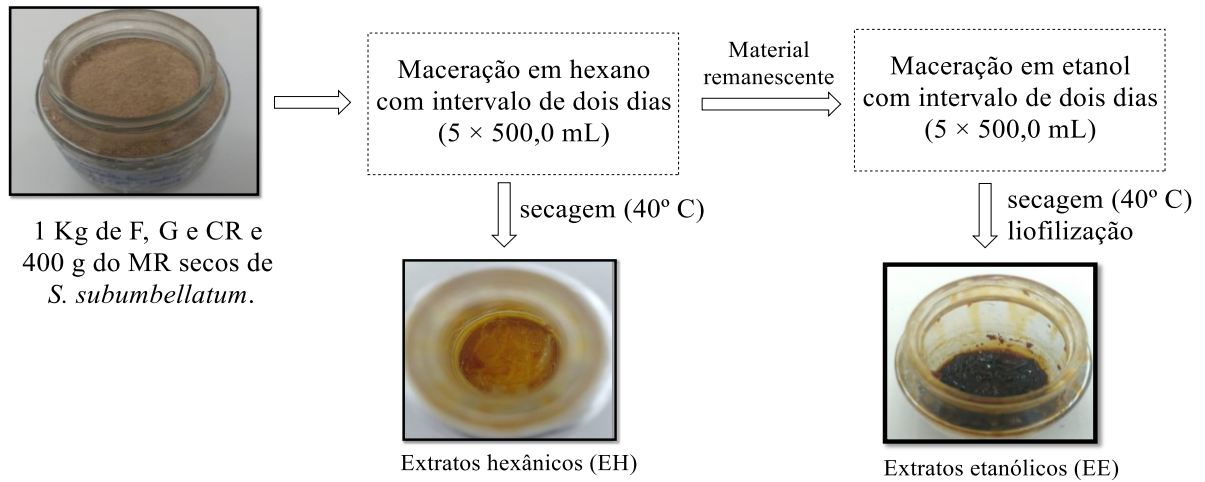 Maceração em hexano
com intervalo de dois dias
(5 × 500,0 mL)
Material
remanescente
Maceração em etanol
com intervalo de dois dias
(5 × 500,0 mL)
1 Kg de F, G e CR e
400 g do MR secos de
S. subumbellatum.
secagem (40º C)
secagem (40º C)
liofilização
Extratos hexânicos (EH)
Extratos etanólicos (EE)